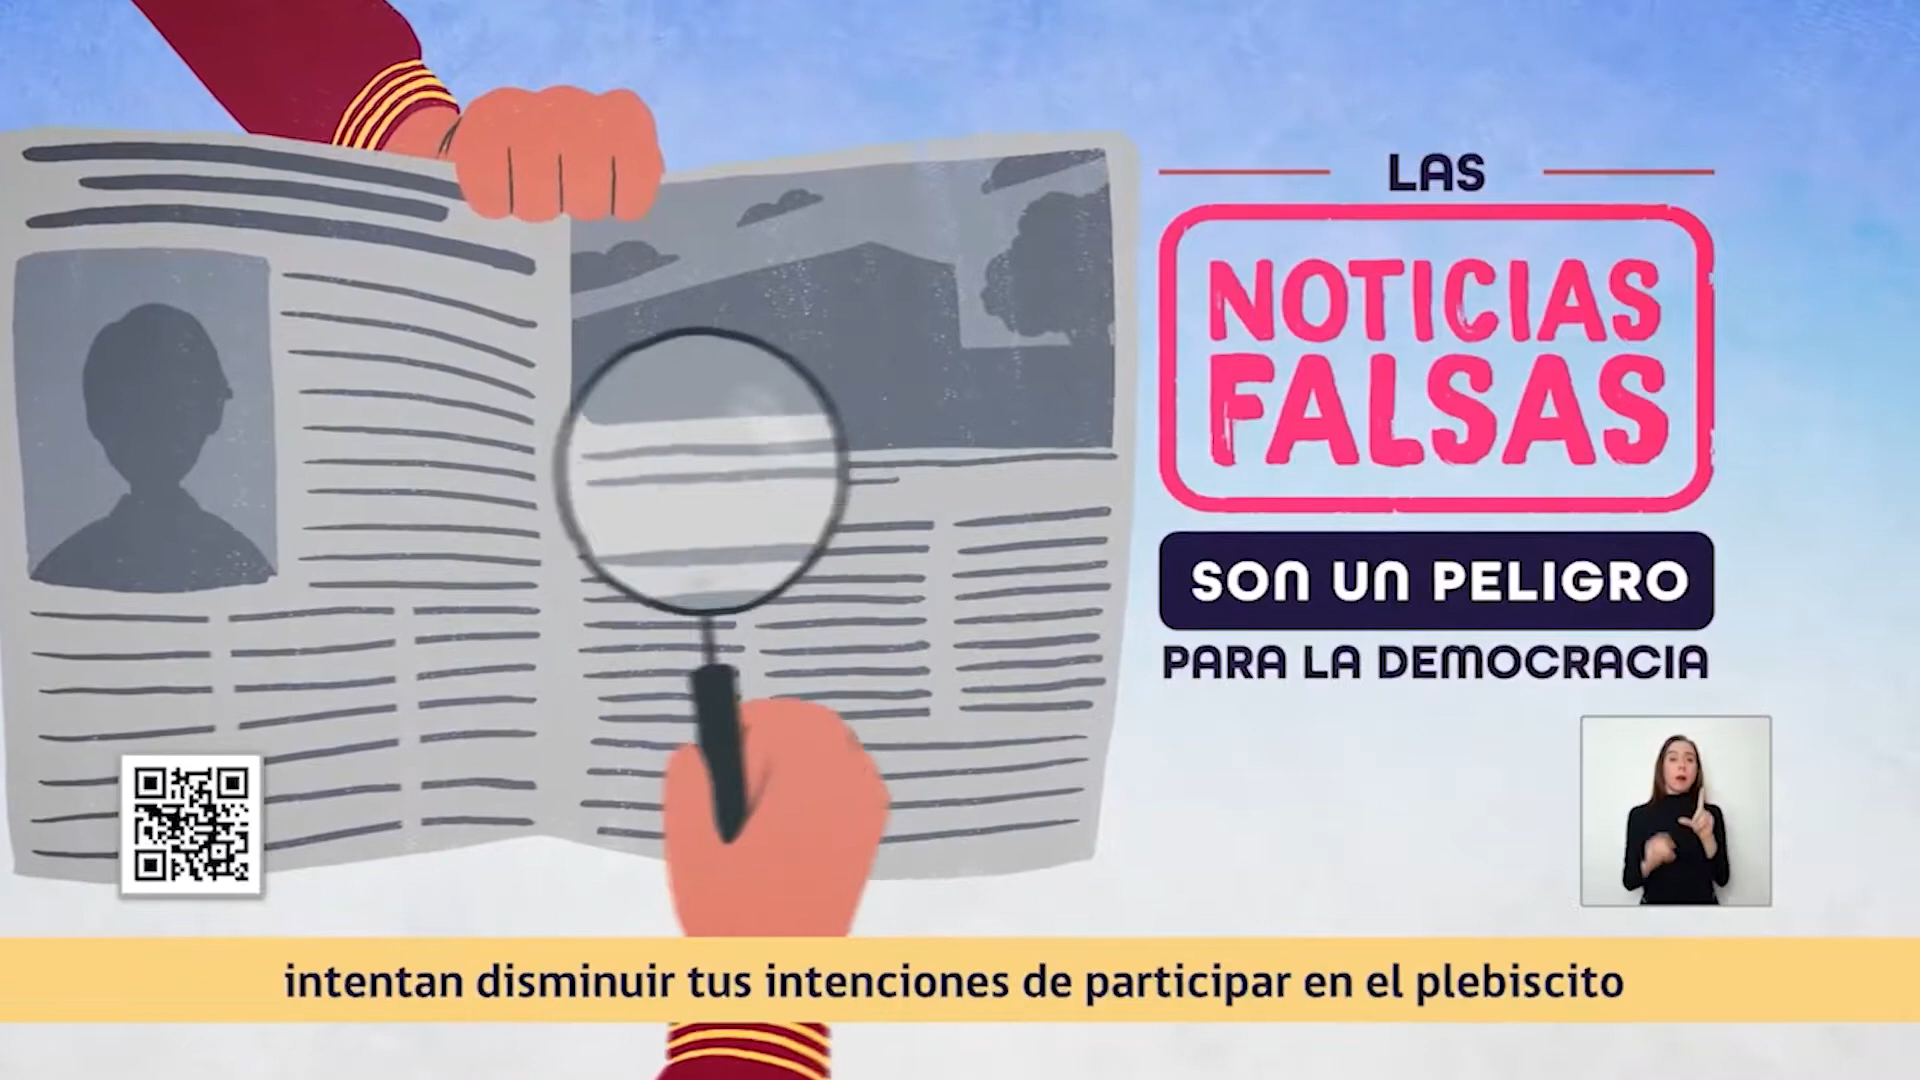 LAS
NOTICIAS
FALSAS
SON UN PELIGRO
PARA LA DEMOCRACIA
intentan disminuir tus intenciones de participar en el plebiscito